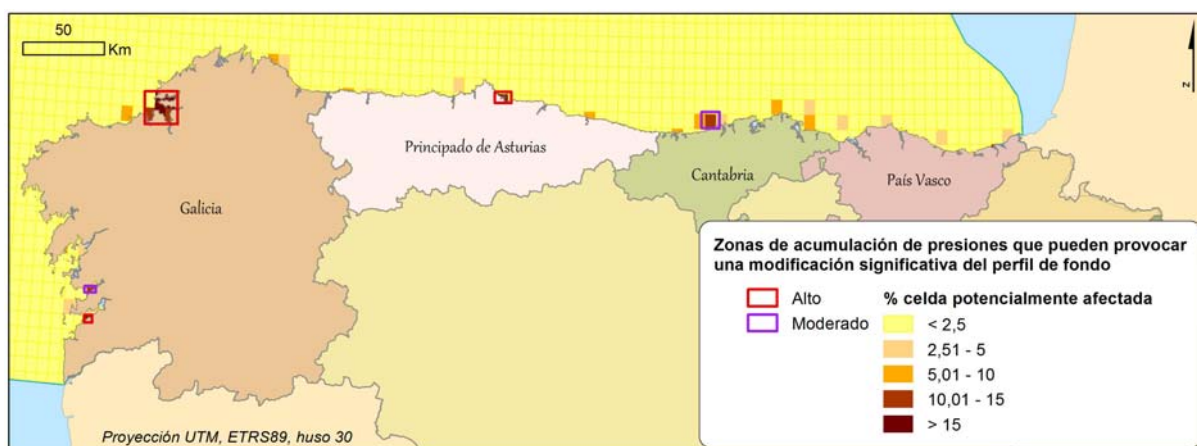 50
Km
z
Principado de Asturias
Cantabria
País Vasco
Galicia
Zonas de acumulación de presiones que pueden provocar
una modificación significativa del perfil de fondo
Alto
Moderado
% celda potencialmente afectada
< 2,5
2,51 - 5
5,01 - 10
10,01 - 15
> 15
Proyección UTM, ETRS89, huso 30